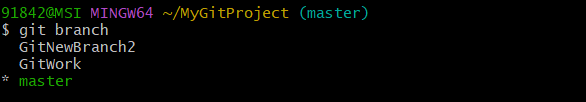 91842@MSI MINGW64 ~/MyGitProject (master)
$ git branch
  GitNewBranch2
  GitWork
* master